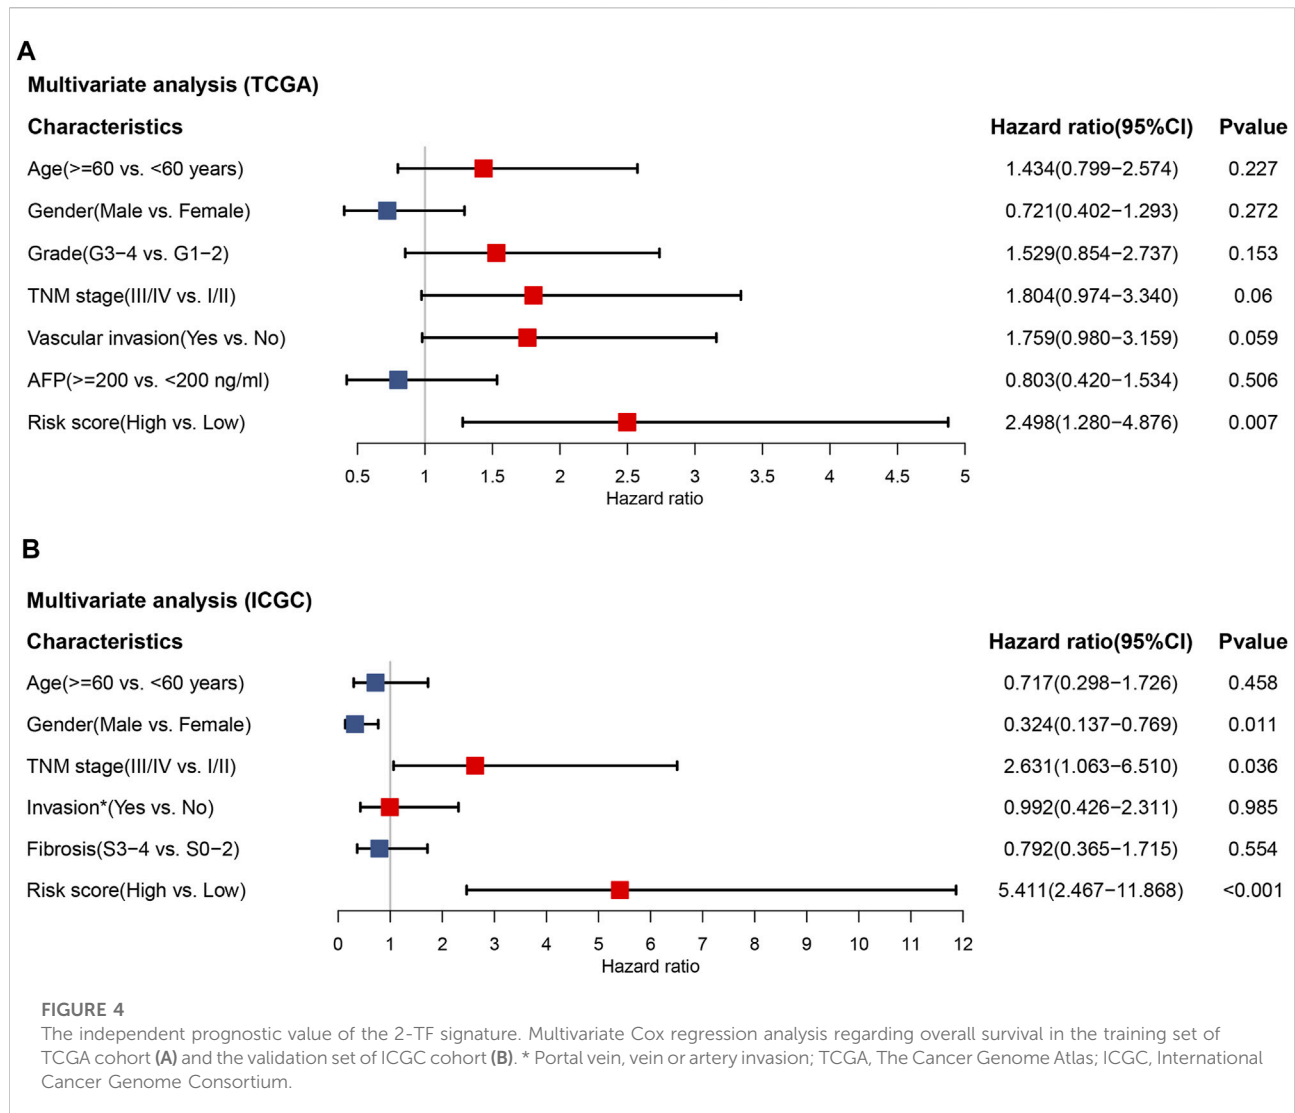 A
Multivariate analysis (TCGA)
Characteristics Hazard ratio(95%CI) Pvalue
Age(>=60 vs. <60 years) 1.434(0.799−2.574) 0.227
Gender(Male vs. Female) 0.721(0.402−1.293) 0.272
Grade(G3−4 vs. G1−2) 1.529(0.854−2.737) 0.153
TNM stage(III/IV vs. I/II) 1.804(0.974−3.340) 0.06
Vascular invasion(Yes vs. No) 1.759(0.980−3.159) 0.059
AFP(>=200 vs. <200 ng/ml) 0.803(0.420−1.534) 0.506
Risk score(High vs. Low) 2.498(1.280−4.876) 0.007
0.5 1 1.5 2 2.5 3 3.5 4 4.5 5
Hazard ratio
B
Multivariate analysis (ICGC)
Characteristics Hazard ratio(95%CI) Pvalue
Age(>=60 vs. <60 years) 0.717(0.298−1.726) 0.458
Gender(Male vs. Female) 0.324(0.137−0.769) 0.011
TNM stage(III/IV vs. I/II) 2.631(1.063−6.510) 0.036
Invasion*(Yes vs. No) 0.992(0.426−2.311) 0.985
Fibrosis(S3−4 vs. S0−2) 0.792(0.365−1.715) 0.554
Risk score(High vs. Low) 5.411(2.467−11.868) <0.001
0 1 2 3 4 5 6 7 8 9 10 11 12
Hazard ratio
FIGURE 4
The independent prognostic value of the 2-TF signature. Multivariate Cox regression analysis regarding overall survival in the training set of
TCGA cohort (A) and the validation set of ICGC cohort (B). * Portal vein, vein or artery invasion; TCGA, The Cancer Genome Atlas; ICGC, International
Cancer Genome Consortium.